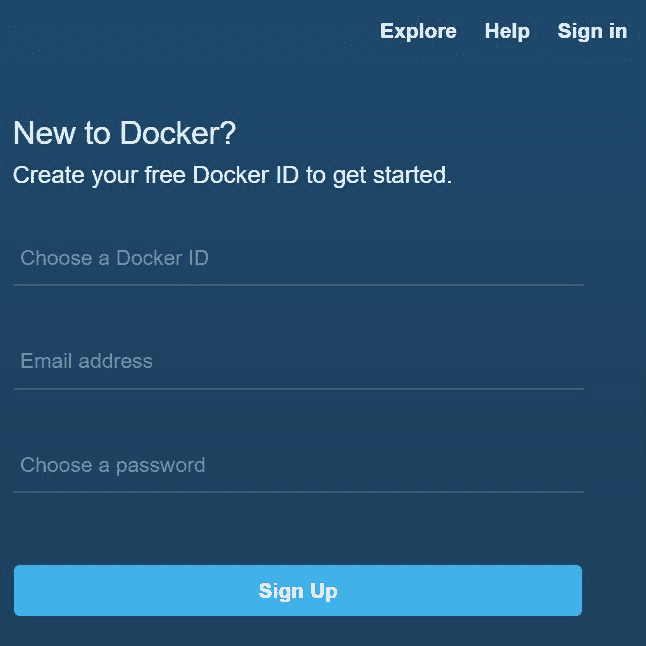 Explore Help Sign in
New to Docker?
Create your free Docker ID to get started.
Choose a Docker ID
Email address
Choose a password
Sign Up